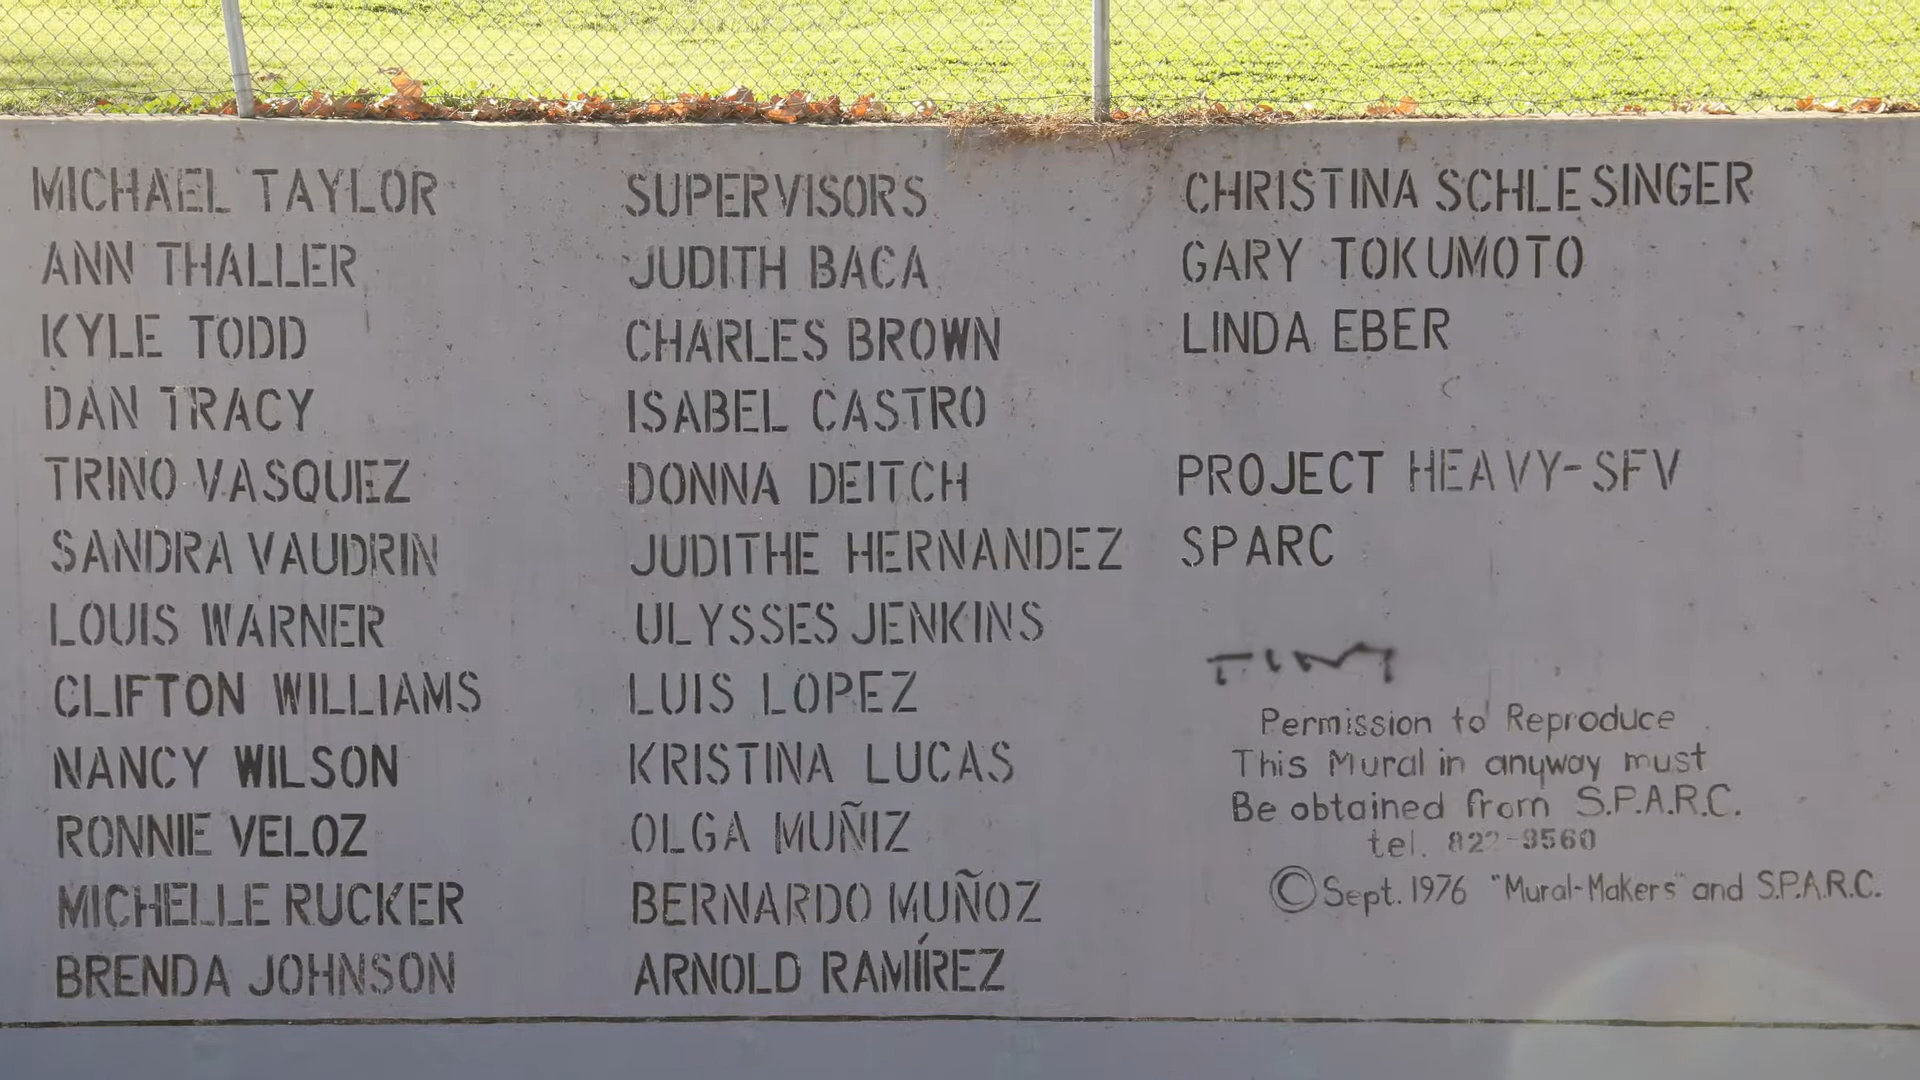 MICHAEL TAYLOR
ANN THALLER
KYLE TODD
DAN TRACY
TRINO VASQUEZ
SANDRA VAUDRIN
LOUIS WARNER
CLIFTON WILLIAMS
NANCY WILSON
RONNIE VELOZ
MICHELLE RUCKER
BRENDA JOHNSON
SUPERVISORS
JUDITH BACA
CHARLES BROWN
ISABEL CASTRO
DONNA DEITCH
JUDITHE HERNANDEZ
ULYSSES JENKINS
LUIS LOPEZ
KRISTINA LUCAS
OLGA MUÑIZ
BERNARDO MUÑOZ
ARNOLD RAMÍREZ
CHRISTINA SCHLESINGER
GARY TOKUMOTO
LINDA EBER
PROJECT HEAVY-SFV
SPARC
Permission to Reproduce
This Mural in anyway must
Be obtained from S.P.A.R.C.
tel.
© Sept. 1976 "Mural-Makers" and S.P.A.R.C.